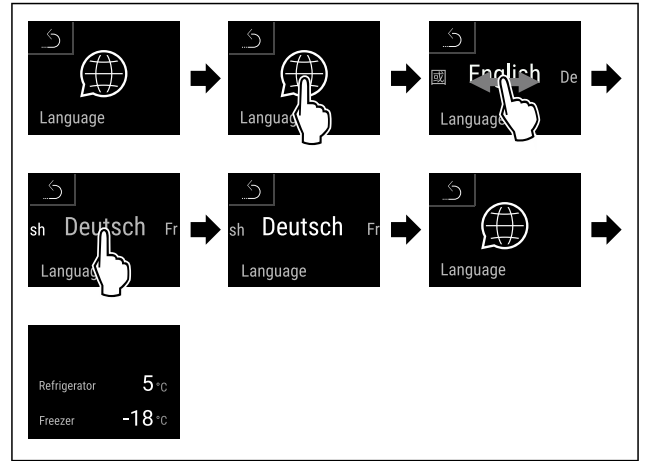 Language
Language
國 English De
Language
sh Deutsch Fr
Language
sh Deutsch Fr
Language
Language
Refrigerator 5 °C
Freezer -18 °C